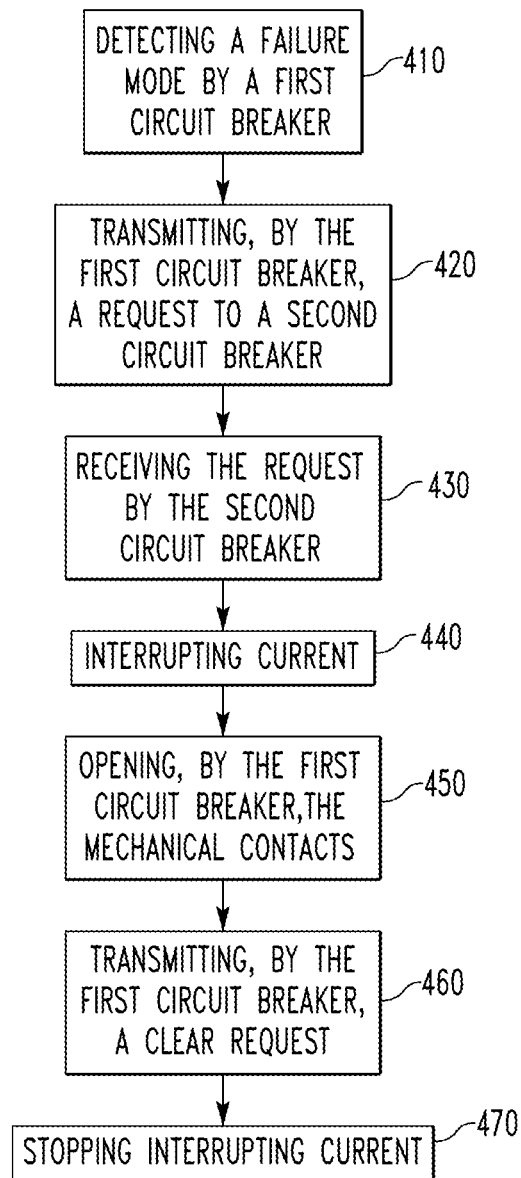 DETECTING A FAILURE
MODE BY A FIRST
CIRCUIT BREAKER
410
TRANSMITTING, BY THE
FIRST CIRCUIT BREAKER,
A REQUEST TO A SECOND
CIRCUIT BREAKER
420
RECEIVING THE REQUEST
BY THE SECOND
CIRCUIT BREAKER
430
INTERRUPTING CURRENT
440
OPENING, BY THE FIRST
CIRCUIT BREAKER,THE
MECHANICAL CONTACTS
450
TRANSMITTING, BY THE
FIRST CIRCUIT BREAKER,
A CLEAR REQUEST
460
STOPPING INTERRUPTING CURRENT
470